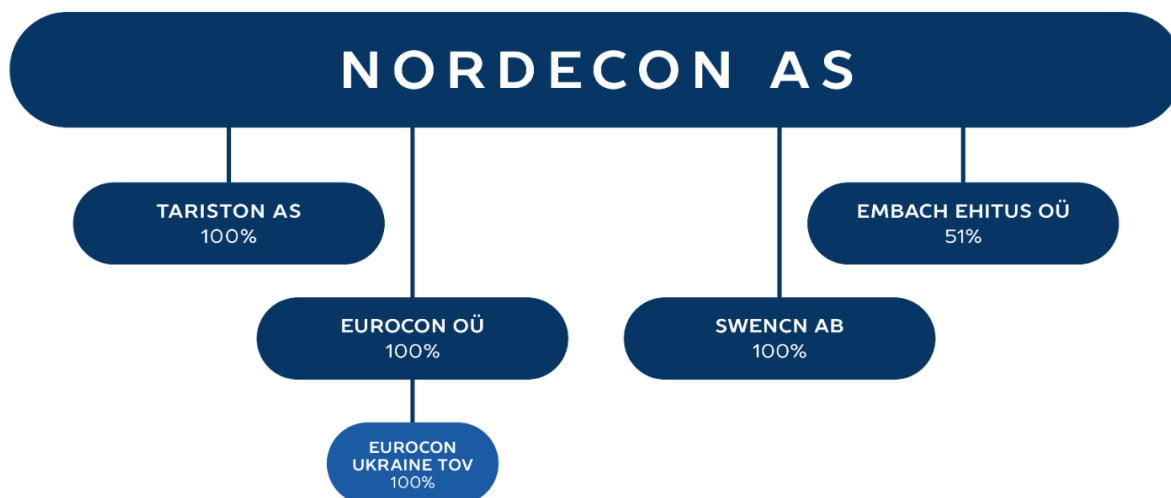 NORDECON AS
TARISTON AS
100%
EMBACH EHITUS OÜ
51%
EUROCON OÜ
100%
SWENCN AB
100%
EUROCON
UKRAINE TOV
100%